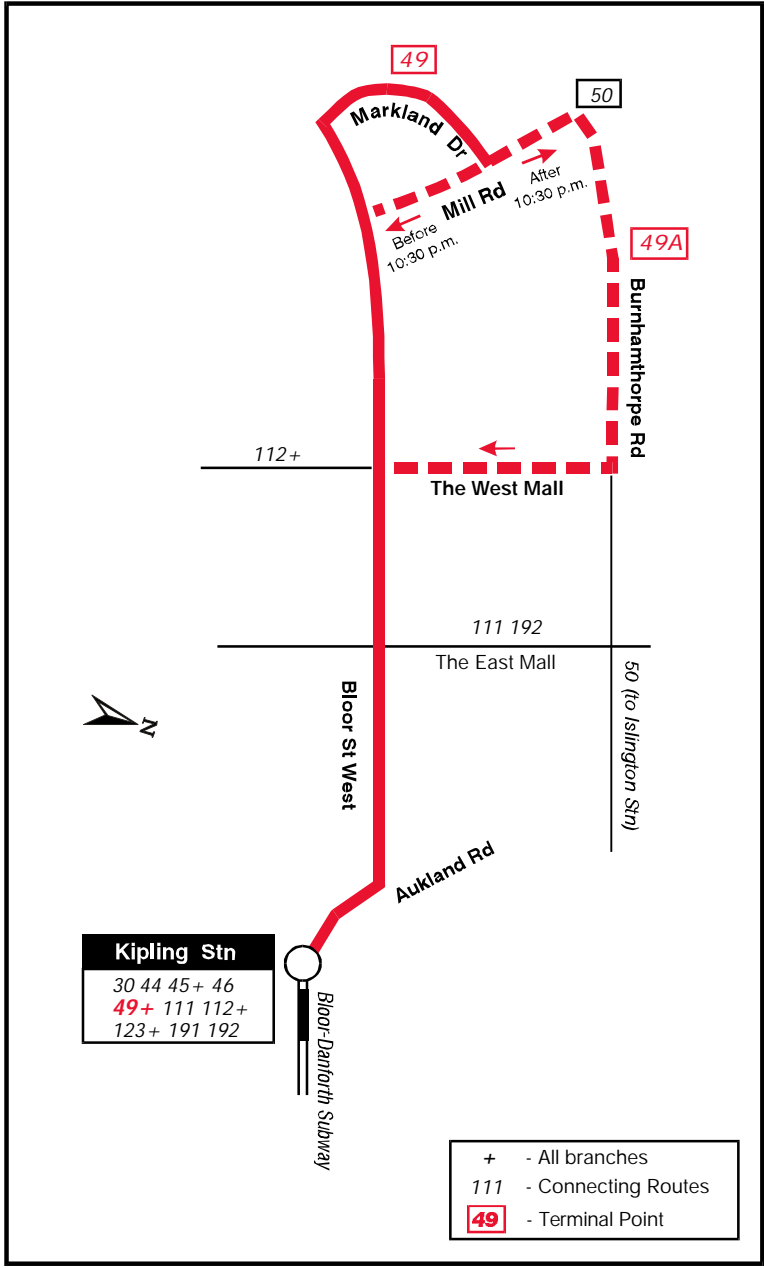 49
50
Markland Dr
Mill Rd
After
10:30 p.m.
Before
10:30 p.m.
49A
Burnhamthorpe Rd
112+
The West Mall
111 192
The East Mall
50 (to Islington Stn)
N
Bloor St West
Aukland Rd
Kipling Stn
30 44 45+ 46
49+ 111 112+
123+ 191 192
Bloor-Danforth Subway
+ - All branches
111 - Connecting Routes
49 - Terminal Point